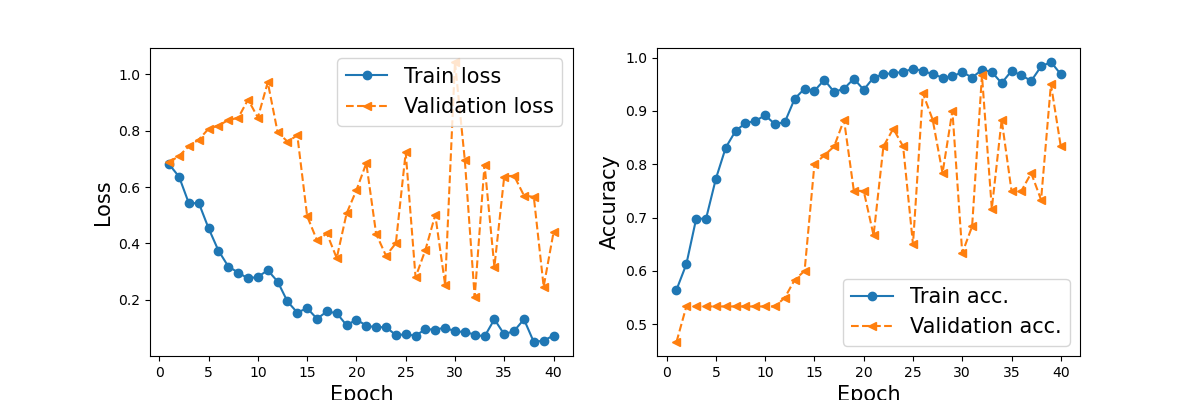 Loss
1.0
0.8
0.6
0.4
0.2
Train loss
Validation loss
0 5 10 15 20 25 30 35 40
Epoch
Accuracy
1.0
0.9
0.8
0.7
0.6
0.5
Train acc.
Validation acc.
0 5 10 15 20 25 30 35 40
Epoch